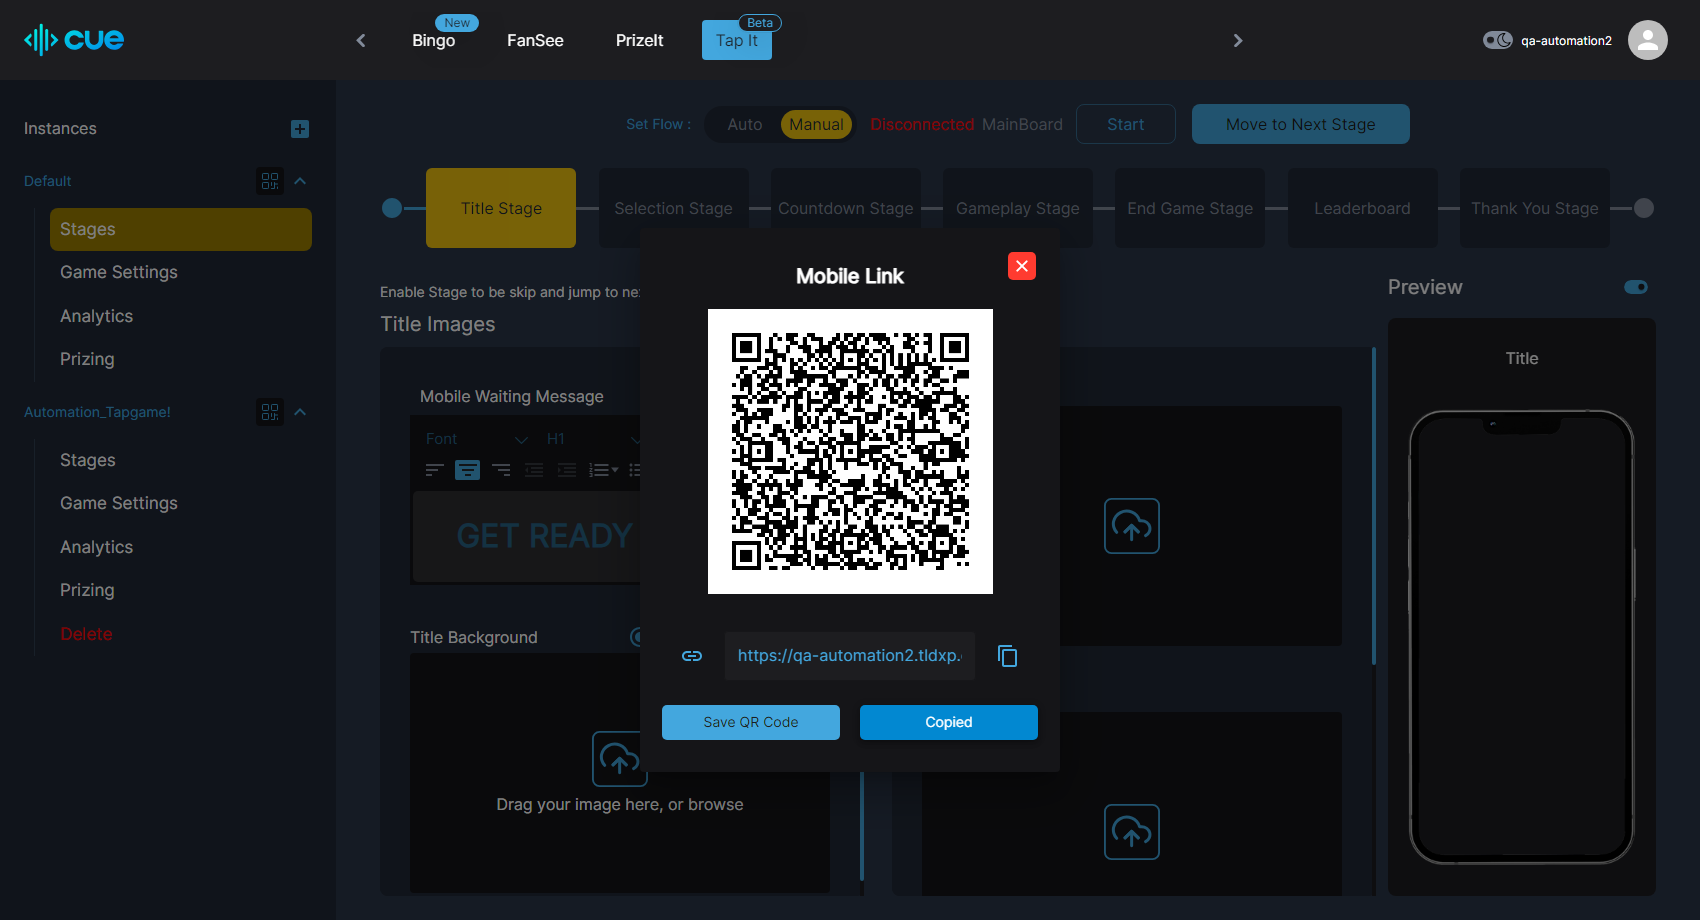 cue
New
Bingo
FanSee
PrizeIt
Beta
Tap It
qa-automation2
Instances
Set Flow :
Auto
Manual
Disconnected
MainBoard
Start
Move to Next Stage
Default
Stages
Game Settings
Analytics
Prizing
Automation_Tapgame!
Stages
Game Settings
Analytics
Prizing
Delete
Title Stage
Selection Stage
Countdown Stage
Gameplay Stage
End Game Stage
Leaderboard
Thank You Stage
Enable Stage to be skip and jump to
Title Images
Mobile Waiting Message
Font
H1
GET READY
Title Background
Drag your image here, or browse
Mobile Link
https://qa-automation2.tldxp.
Save QR Code
Copied
Preview
Title